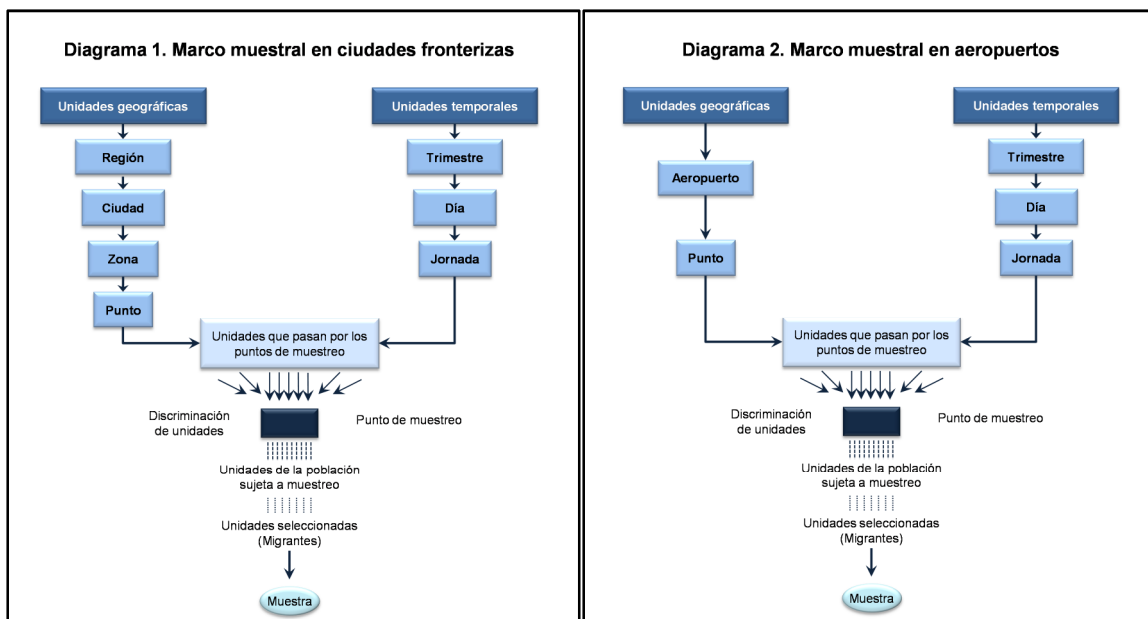 Diagrama 1. Marco muestral en ciudades fronterizas
Unidades geográficas
Unidades temporales
Región
Trimestre
Ciudad
Día
Zona
Jornada
Punto
Unidades que pasan por los
puntos de muestreo
Discriminación
de unidades
Punto de muestreo
Unidades de la población
sujeta a muestreo
Unidades seleccionadas
(Migrantes)
Muestra
Diagrama 2. Marco muestral en aeropuertos
Unidades geográficas
Unidades temporales
Trimestre
Aeropuerto
Día
Punto
Jornada
Unidades que pasan por los
puntos de muestreo
Discriminación
de unidades
Punto de muestreo
Unidades de la población
sujeta a muestreo
Unidades seleccionadas
(Migrantes)
Muestra